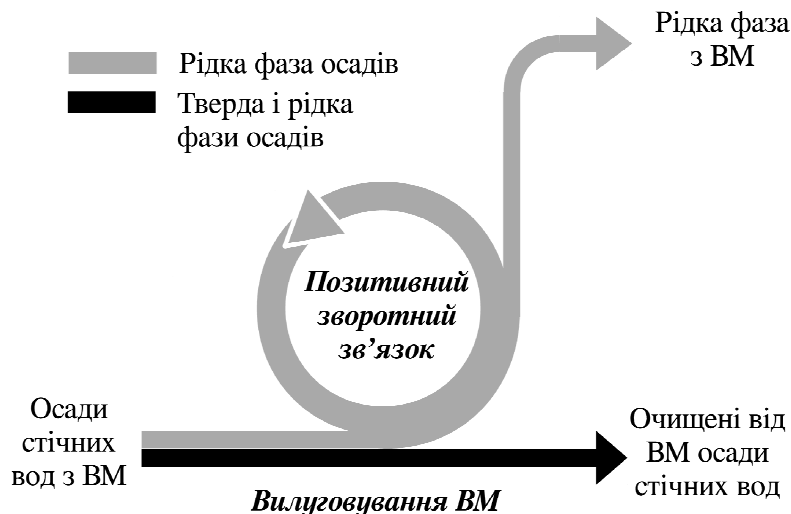 Рідка фаза
з ВМ
Рідка фаза осадів
Тверда і рідка
фази осадів
Позитивний
зворотний
зв’язок
Осади
стічних
вод з ВМ
Очищені від
ВМ осади
стічних вод
Вилуговування ВМ